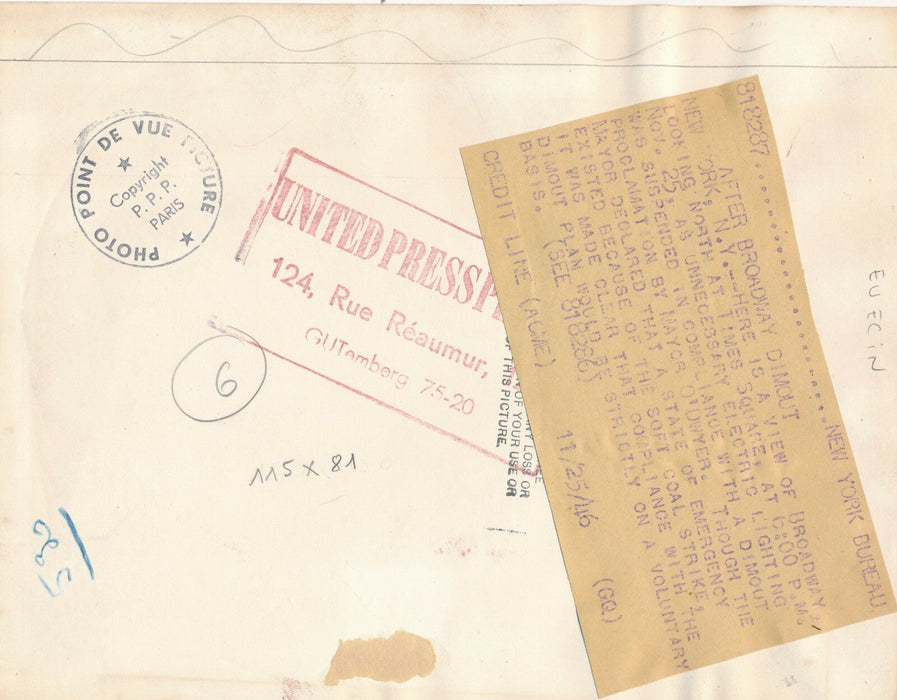 PHOTO POINT DE VUE PICTURE
Copyright
P. P. P.
PARIS
UNITED PRESS
124, Rue Réaumur,
GUTemberg 75-20
6
115 x 81
ANY LOSS OR
OF YOUR USE OR
THIS PICTURE.
818287 NEW YORK BUREAU
AFTER BROADWAY DIMOUT
NEW YORK, N.Y.--HERE IS A VIEW OF BROADWAY,
LOOKING NORTH AT TIMES SQUARE, AT 6:00 P.M.
NOV. 25, AS UNNECESSARY ELECTRIC LIGHTING
WAS SUSPENDED IN COMPLIANCE WITH A DIMOUT
PROCLAMATION BY MAYOR O'DWYER. THOUGH THE
MAYOR DECLARED THAT A STATE OF EMERGENCY
EXISTED BECAUSE OF THE SOFT COAL STRIKE,
IT WAS MADE CLEAR THAT COMPLIANCE WITH THE
DIMOUT PLAN WOULD BE STRICTLY ON A VOLUNTARY
BASIS. (SEE 818286)
CREDIT LINE (ACME) 11/25/46 (GQ)